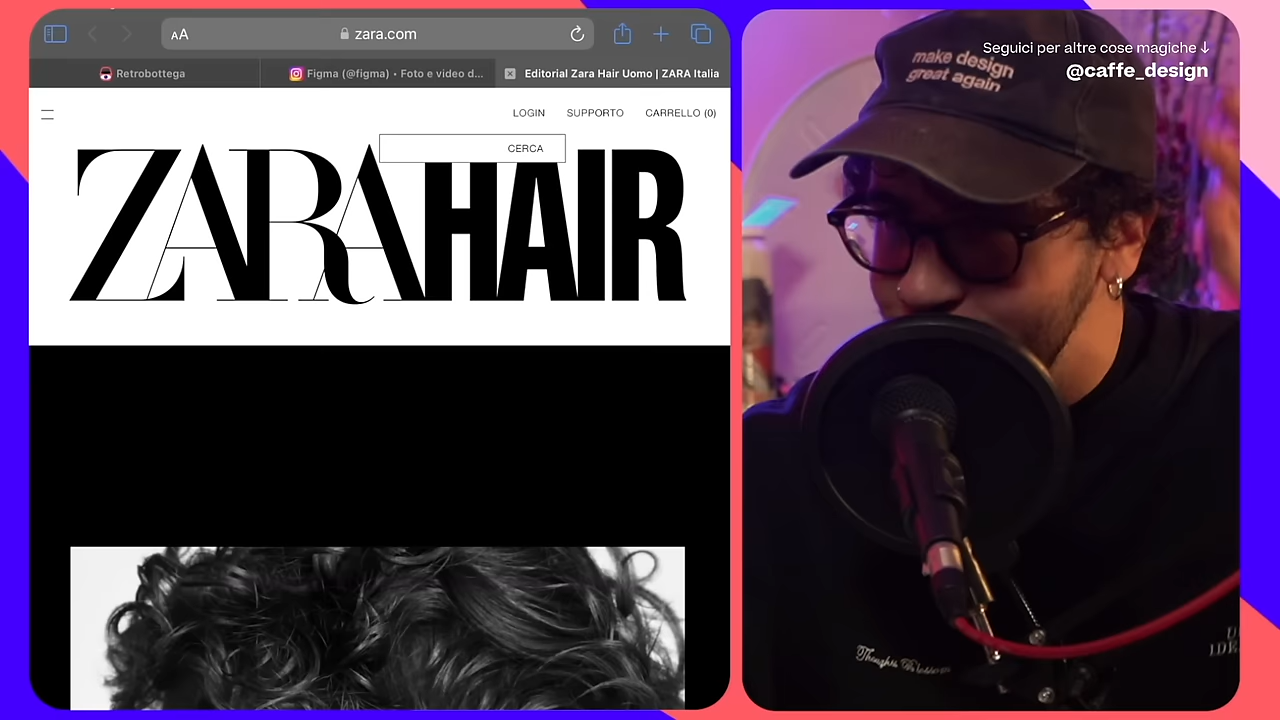 AA
zara.com
Retrobottega
Figma (@figma) • Foto e video d...
Editorial Zara Hair Uomo | ZARA Italia
LOGIN
SUPPORTO
CARRELLO (0)
CERCA
ZARAHAIR
Seguici per altre cose magiche ↓
@caffe_design
make design
great again
Thoughts